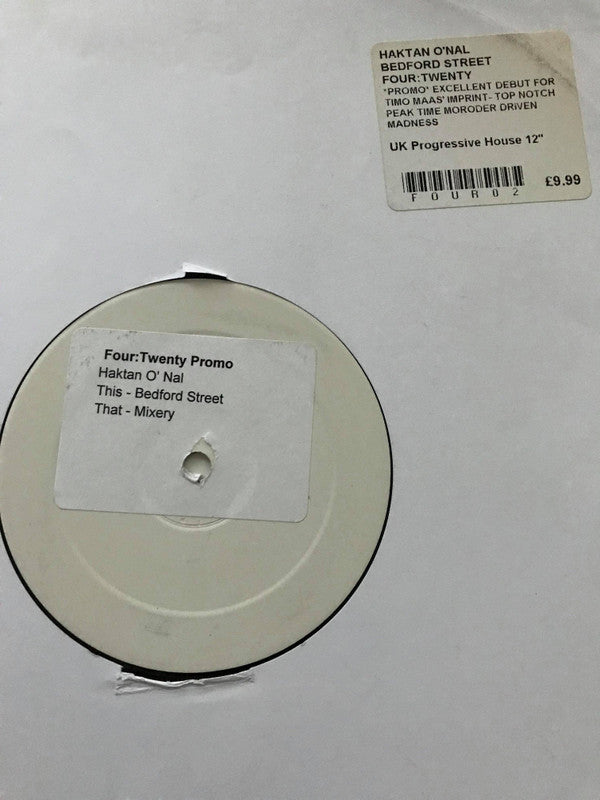 HAKTAN O'NAL
BEDFORD STREET
FOUR:TWENTY
*PROMO* EXCELLENT DEBUT FOR
TIMO MAAS' IMPRINT- TOP NOTCH
PEAK TIME MORODER DRIVEN
MADNESS
UK Progressive House 12"
£9.99
FOUR02
Four:Twenty Promo
Haktan O' Nal
This - Bedford Street
That - Mixery